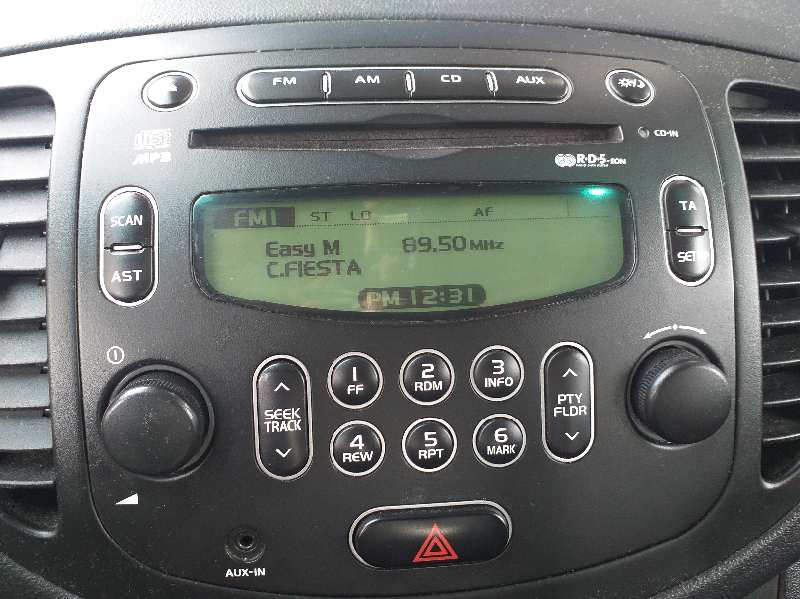 FM AM CD AUX
MP3
CD-IN
R·D·S-EON
SCAN
AST
FM1 ST LO AF
Easy M 89.50 MHz
C.FIESTA
PM 12:31
TA
SETUP
SEEK
TRACK
1
FF
2
RDM
3
INFO
4
REW
5
RPT
6
MARK
PTY
FLDR
AUX-IN